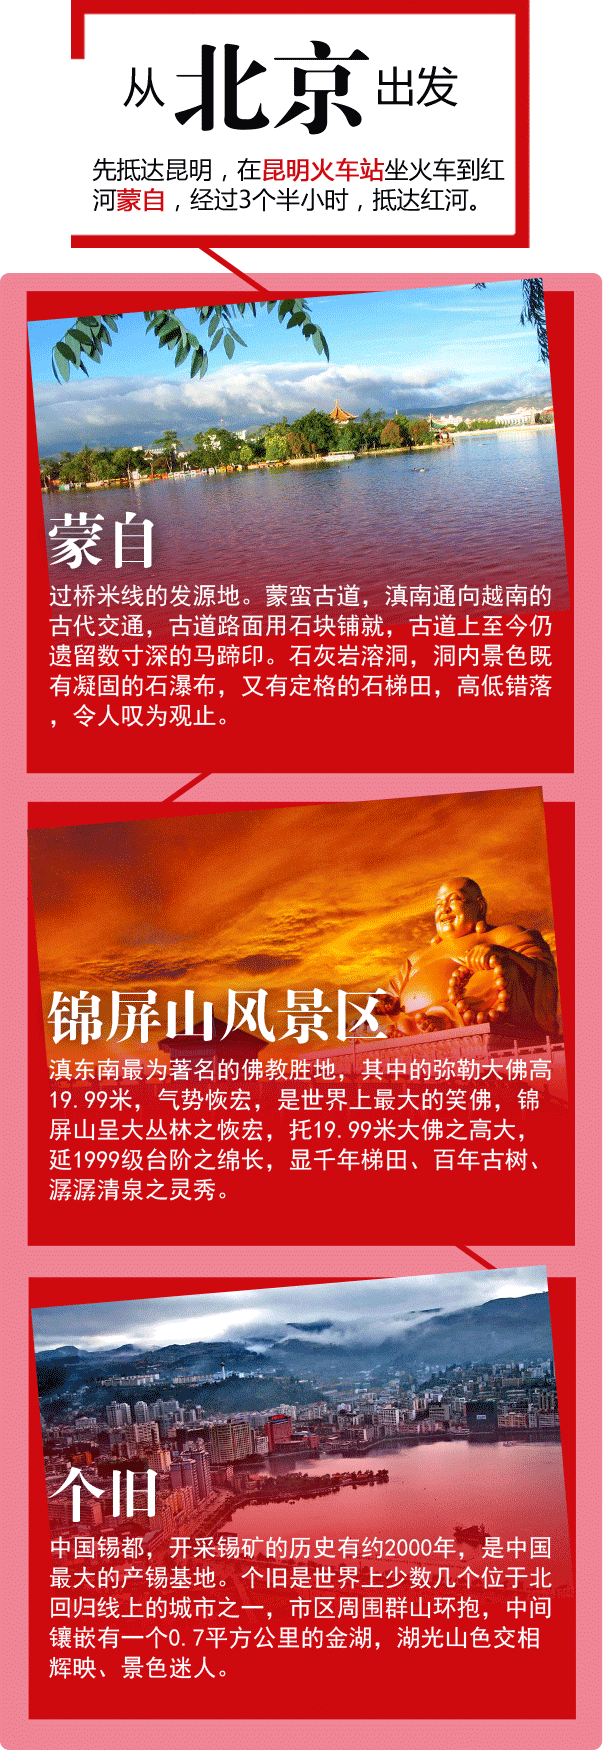 从北京出发
先抵达昆明，在昆明火车站坐火车到红
河蒙自，经过3个半小时，抵达红河。
蒙自
过桥米线的发源地。蒙蛮古道，滇南通向越南的
古代交通，古道路面用石块铺就，古道上至今仍
遗留数寸深的马蹄印。石灰岩溶洞，洞内景色既
有凝固的石瀑布，又有定格的石梯田，高低错落
，令人叹为观止。
锦屏山风景区
滇东南最为著名的佛教胜地，其中的弥勒大佛高
19.99米，气势恢宏，是世界上最大的笑佛，锦
屏山呈大丛林之恢宏，托19.99米大佛之高大，
延1999级台阶之绵长，显千年梯田、百年古树、
潺潺清泉之灵秀。
个旧
中国锡都，开采锡矿的历史有约2000年，是中国
最大的产锡基地。个旧是世界上少数几个位于北
回归线上的城市之一，市区周围群山环抱，中间
镶嵌有一个0.7平方公里的金湖，湖光山色交相
辉映、景色迷人。